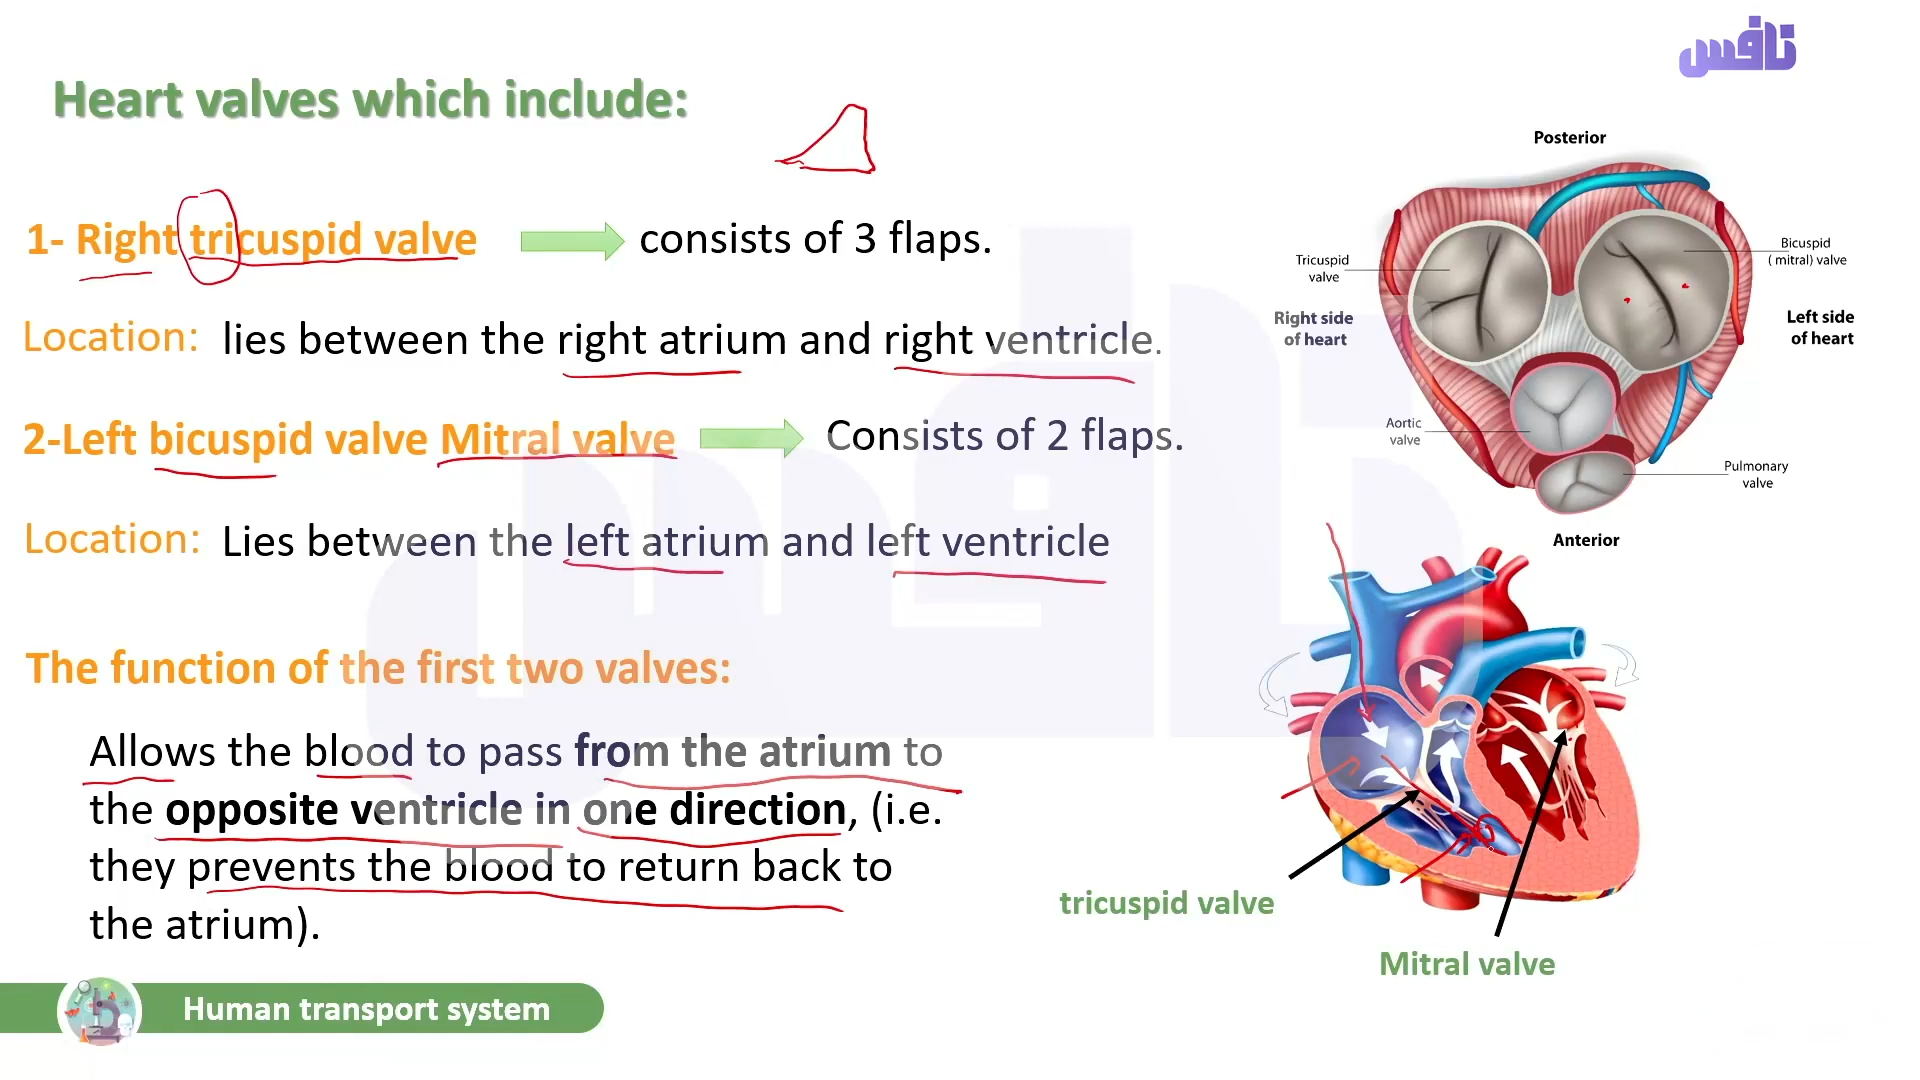 نافس
Heart valves which include:
1- Right tricuspid valve
consists of 3 flaps.
Location: lies between the right atrium and right ventricle.
2-Left bicuspid valve Mitral valve
Consists of 2 flaps.
Location: Lies between the left atrium and left ventricle
The function of the first two valves:
Allows the blood to pass from the atrium to
the opposite ventricle in one direction, (i.e.
they prevents the blood to return back to
the atrium).
Posterior
Tricuspid
valve
Bicuspid
( mitral) valve
Right side
of heart
Left side
of heart
Aortic
valve
Pulmonary
valve
Anterior
tricuspid valve
Mitral valve
Human transport system